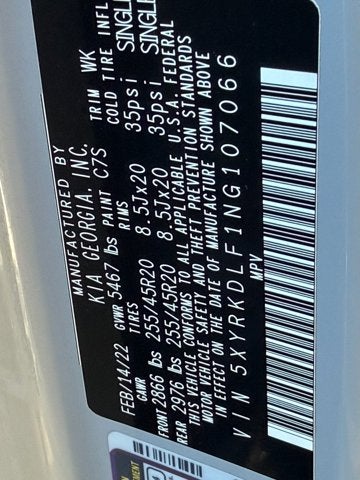 MANUFACTURED BY
KIA GEORGIA, INC.
FEB/14/22 GVWR 5467 lbs PAINT C7S TRIM WK
GAWR TIRES RIMS COLD TIRE INFL
FRONT 2866 lbs 255/45R20 8.5Jx20 35psi SINGLE
REAR 2976 lbs 255/45R20 8.5Jx20 35psi SINGLE
THIS VEHICLE CONFORMS TO ALL APPLICABLE U.S.A. FEDERAL
MOTOR VEHICLE SAFETY AND THEFT PREVENTION STANDARDS
IN EFFECT ON THE DATE OF MANUFACTURE SHOWN ABOVE
VIN 5XYRKDLF1NG107066
MPV